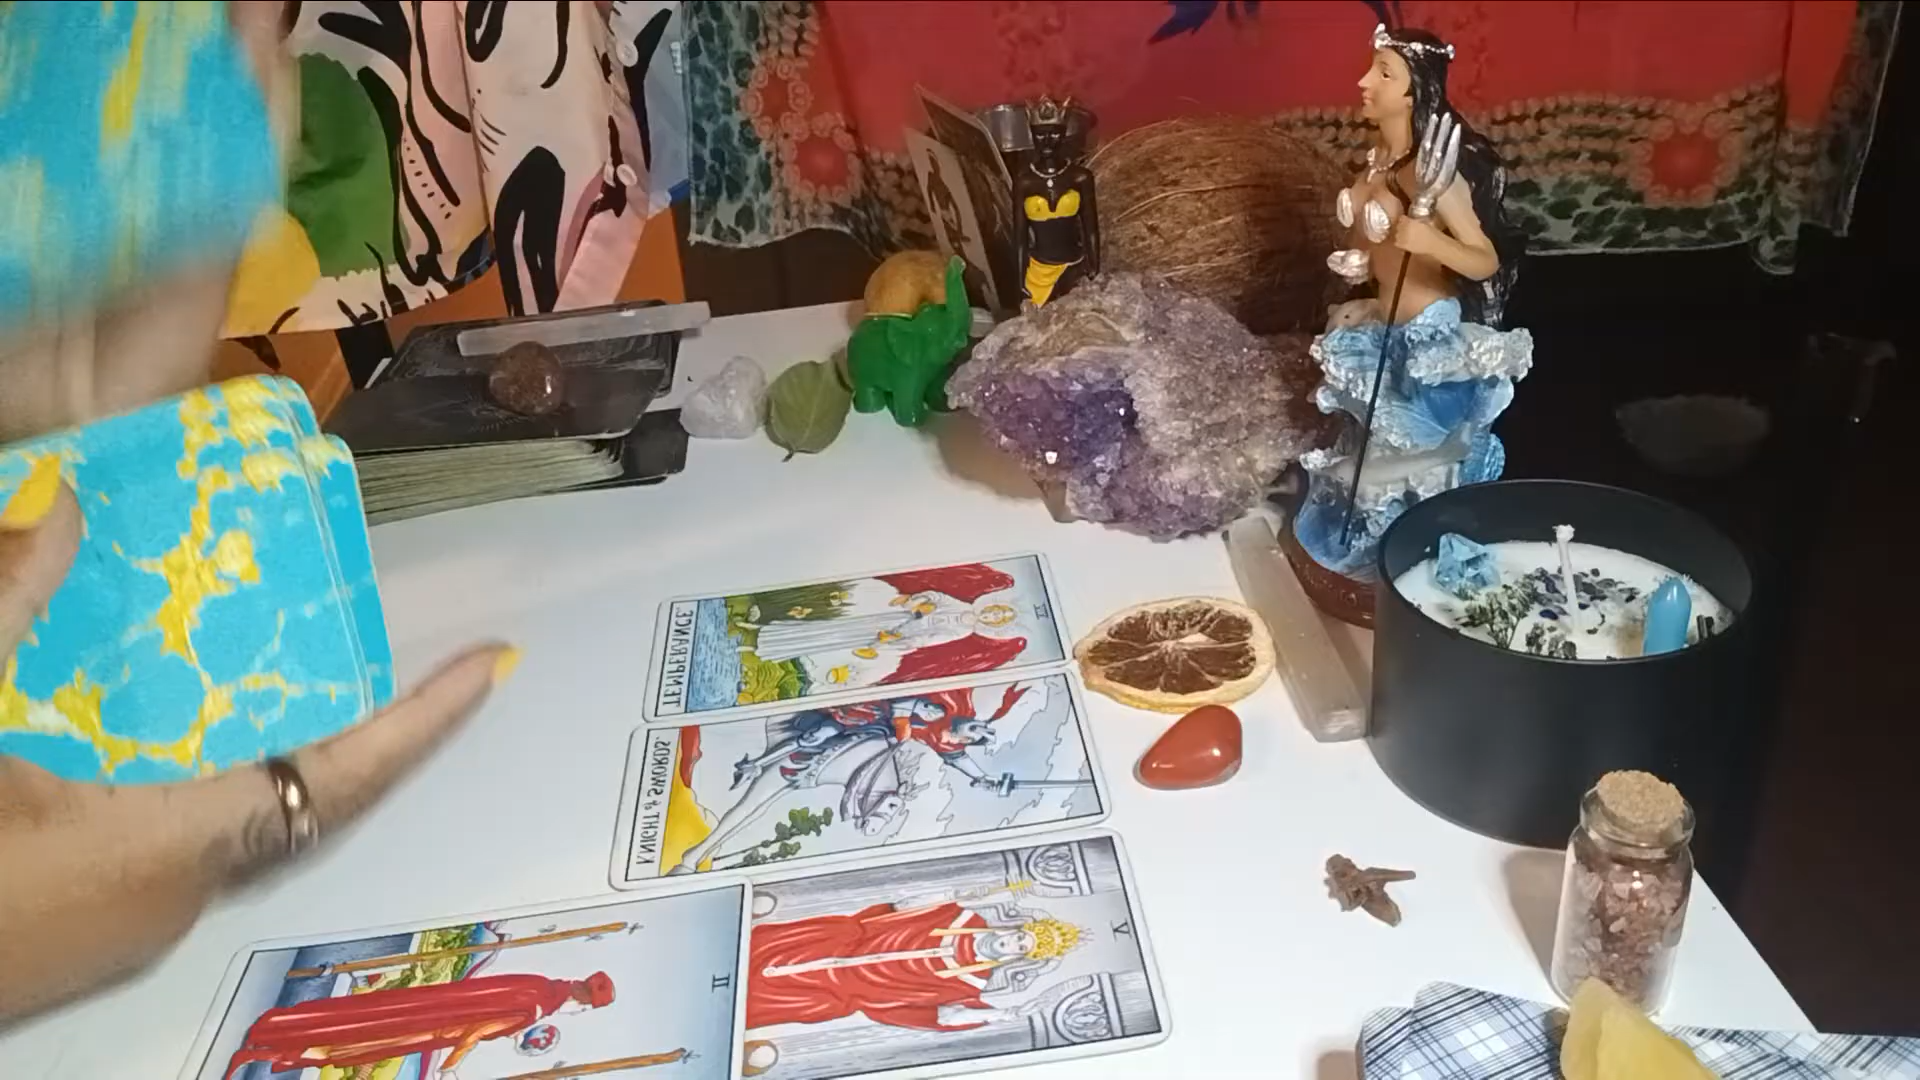 TEMPERANCE
XIV
KNIGHT of SWORDS.
V
II